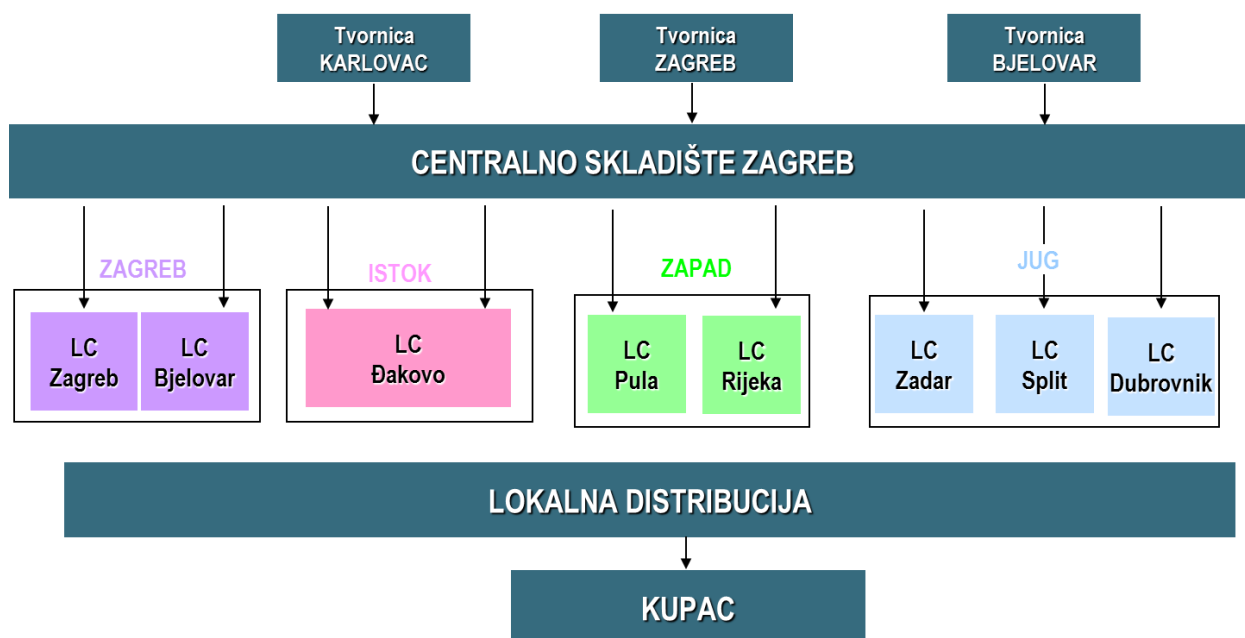 Tvornica
KARLOVAC
Tvornica
ZAGREB
Tvornica
BJELOVAR
CENTRALNO SKLADIŠTE ZAGREB
ZAGREB
ISTOK
ZAPAD
JUG
LC
Zagreb
LC
Bjelovar
LC
Đakovo
LC
Pula
LC
Rijeka
LC
Zadar
LC
Split
LC
Dubrovnik
LOKALNA DISTRIBUCIJA
KUPAC